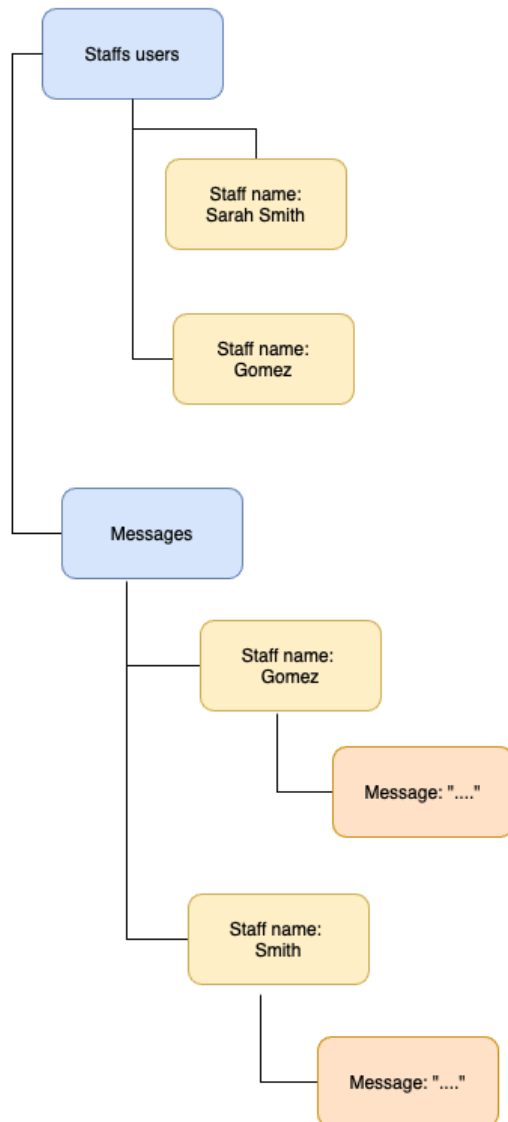 Staffs users
Staff name:
Sarah Smith
Staff name:
Gomez
Messages
Staff name:
Gomez
Message: "...."
Staff name:
Smith
Message: "...."